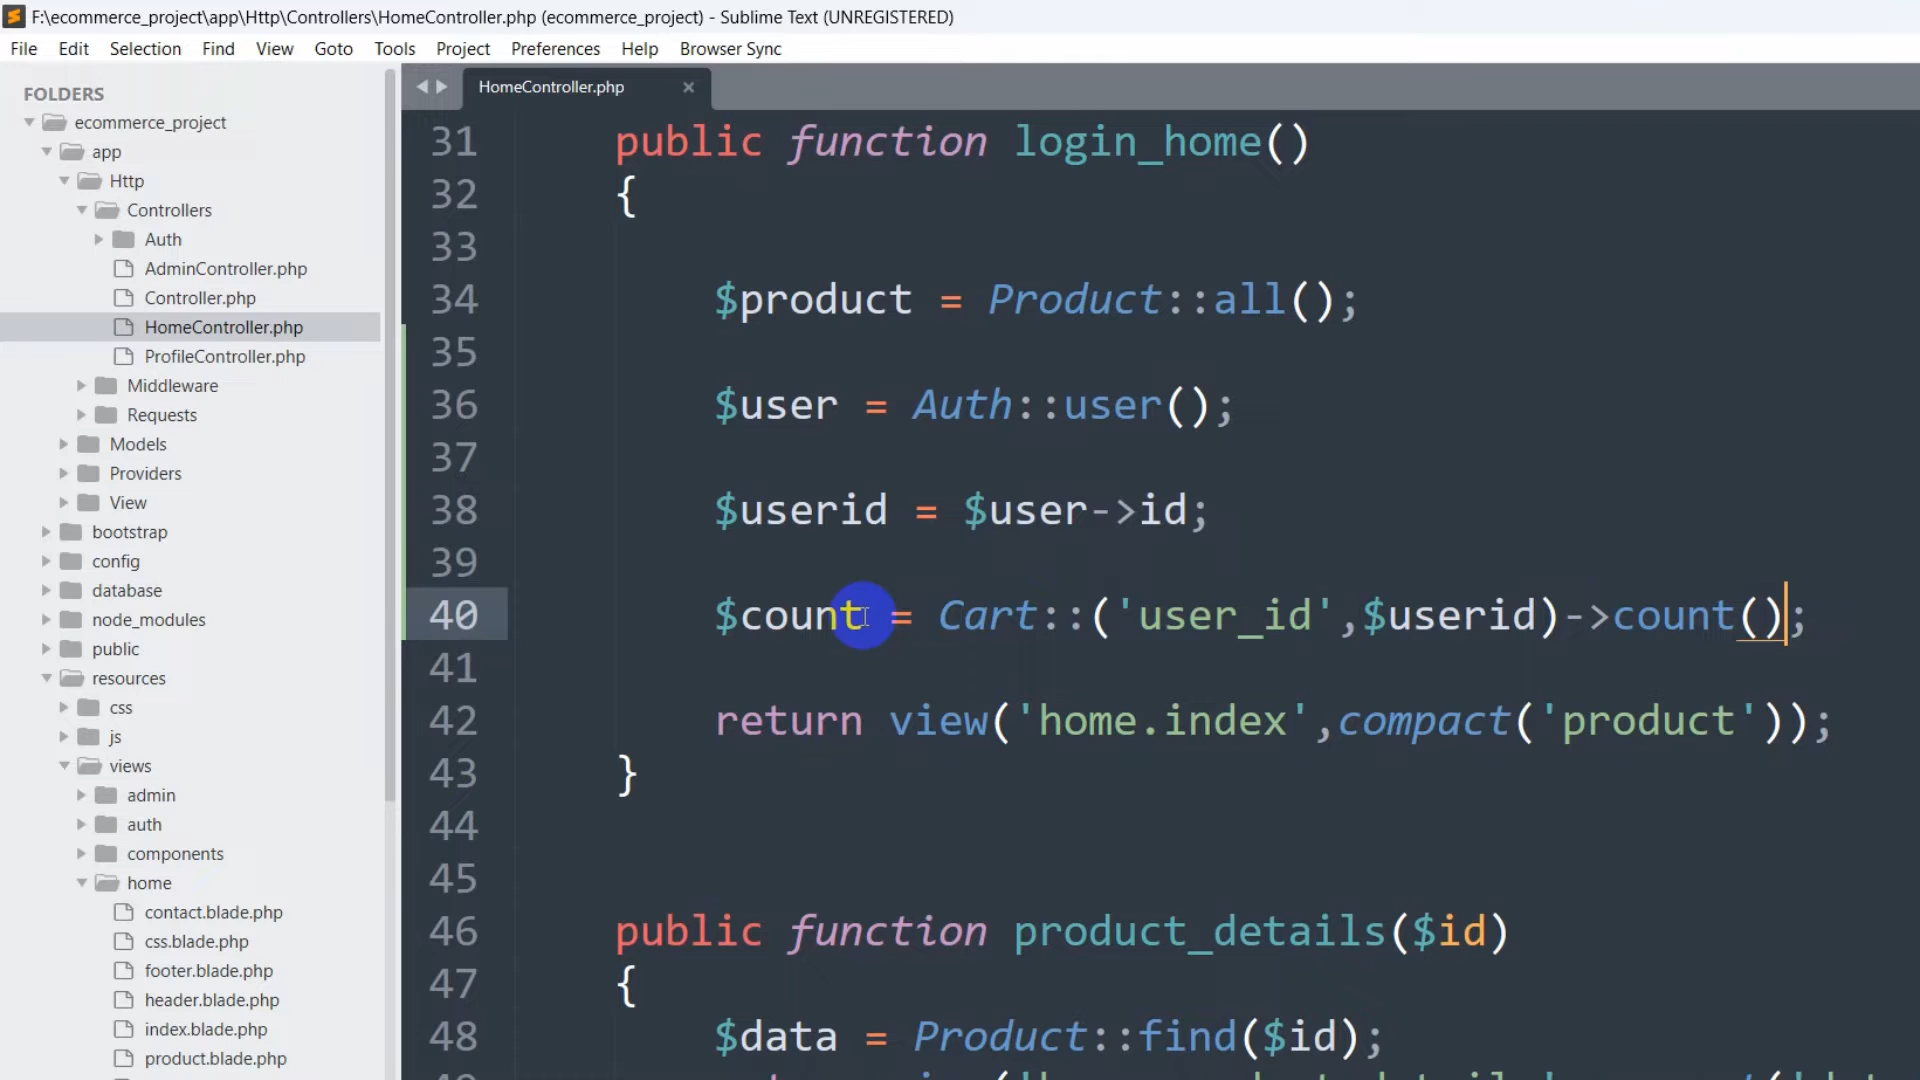 F:\ecommerce_project\app\Http\Controllers\HomeController.php (ecommerce_project) - Sublime Text (UNREGISTERED)
File Edit Selection Find View Goto Tools Project Preferences Help Browser Sync
FOLDERS
ecommerce_project
app
Http
Controllers
Auth
AdminController.php
Controller.php
HomeController.php
ProfileController.php
Middleware
Requests
Models
Providers
View
bootstrap
config
database
node_modules
public
resources
css
js
views
admin
auth
components
home
contact.blade.php
css.blade.php
footer.blade.php
header.blade.php
index.blade.php
product.blade.php
HomeController.php
31 public function login_home()
32 {
33
34 $product = Product::all();
35
36 $user = Auth::user();
37
38 $userid = $user->id;
39
40 $count = Cart::('user_id',$userid)->count();
41
42 return view('home.index',compact('product'));
43 }
44
45
46 public function product_details($id)
47 {
48 $data = Product::find($id);